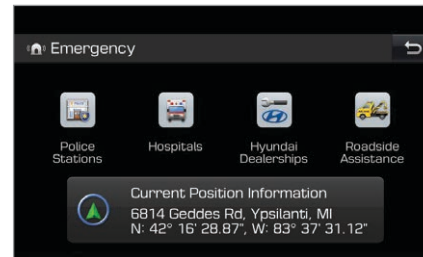 Emergency
Police
Stations
Hospitals
Hyundai
Dealerships
Roadside
Assistance
Current Position Information
6814 Geddes Rd, Ypsilanti, MI
N: 42° 16' 28.87", W: 83° 37' 31.12"